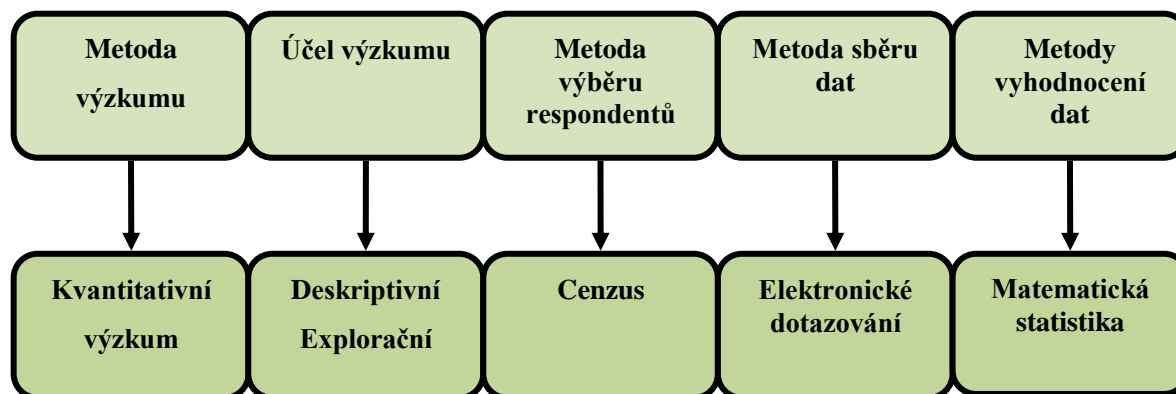 Metoda
výzkumu
Účel výzkumu
Metoda
výběru
respondentů
Metoda sběru
dat
Metody
vyhodnocení
dat
Kvantitativní
výzkum
Deskriptivní
Explorační
Cenzus
Elektronické
dotazování
Matematická
statistika